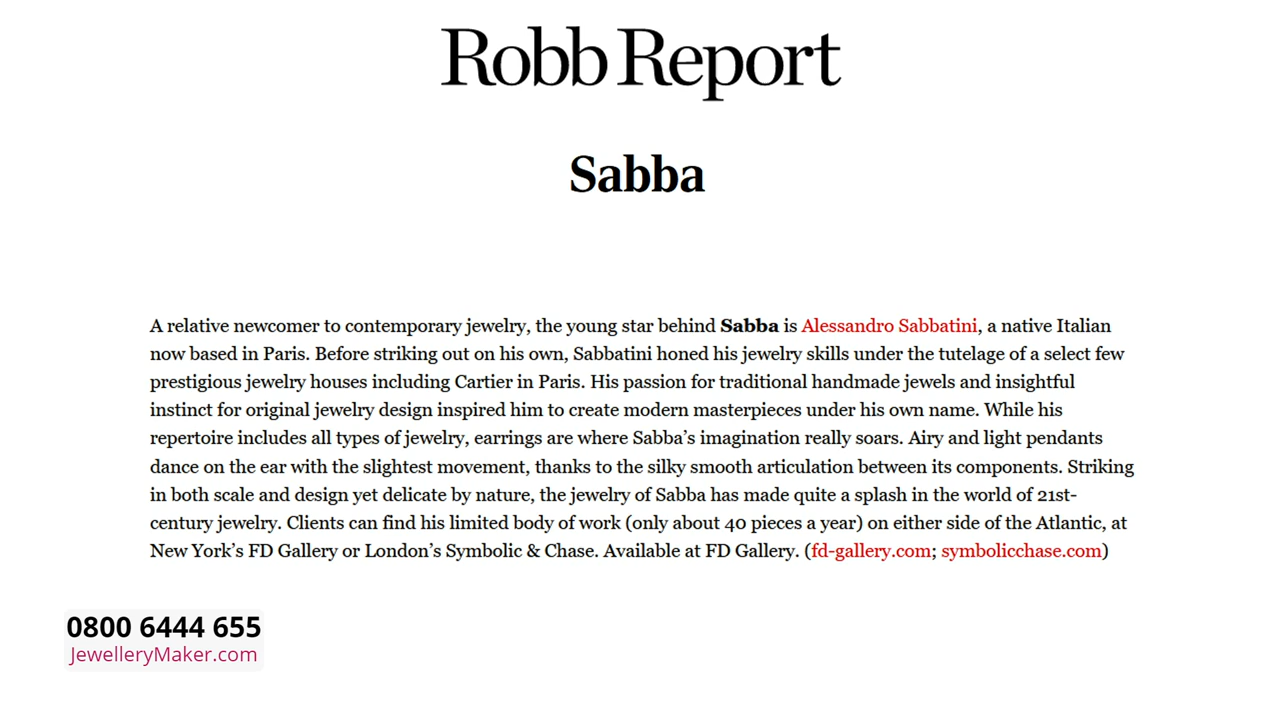 Robb Report
Sabba
A relative newcomer to contemporary jewelry, the young star behind Sabba is Alessandro Sabbatini, a native Italian
now based in Paris. Before striking out on his own, Sabbatini honed his jewelry skills under the tutelage of a select few
prestigious jewelry houses including Cartier in Paris. His passion for traditional handmade jewels and insightful
instinct for original jewelry design inspired him to create modern masterpieces under his own name. While his
repertoire includes all types of jewelry, earrings are where Sabba’s imagination really soars. Airy and light pendants
dance on the ear with the slightest movement, thanks to the silky smooth articulation between its components. Striking
in both scale and design yet delicate by nature, the jewelry of Sabba has made quite a splash in the world of 21st-
century jewelry. Clients can find his limited body of work (only about 40 pieces a year) on either side of the Atlantic, at
New York’s FD Gallery or London’s Symbolic & Chase. Available at FD Gallery. (fd-gallery.com; symbolicchase.com)
0800 6444 655
JewelleryMaker.com